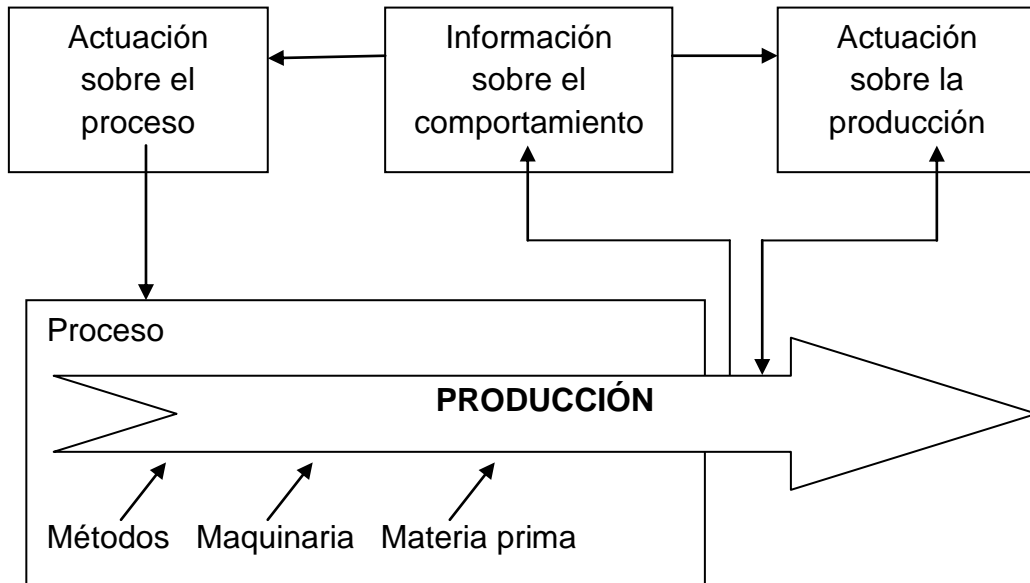 Actuación
sobre el
proceso
Información
sobre el
comportamiento
Actuación
sobre la
producción
Proceso
PRODUCCIÓN
Métodos
Maquinaria
Materia prima